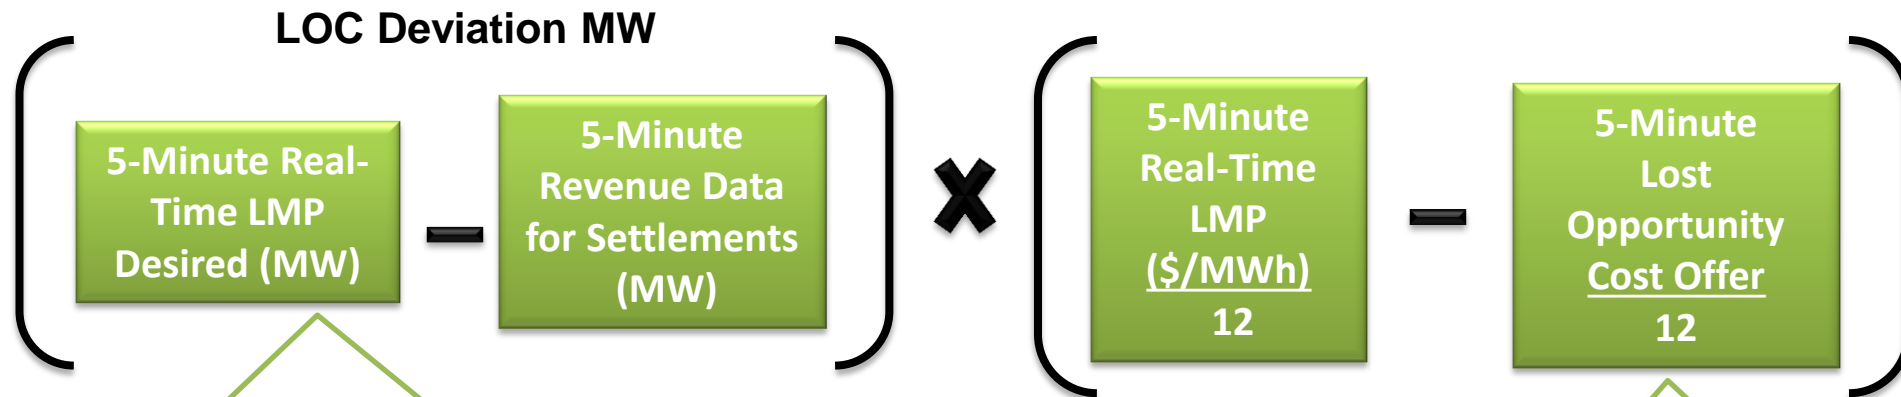 LOC Deviation MW
5-Minute Real-
Time LMP
Desired (MW)
5-Minute
Revenue Data
for Settlements
(MW)
5-Minute
Real-Time
LMP
($/MWh)
12
5-Minute
Lost
Opportunity
Cost Offer
12